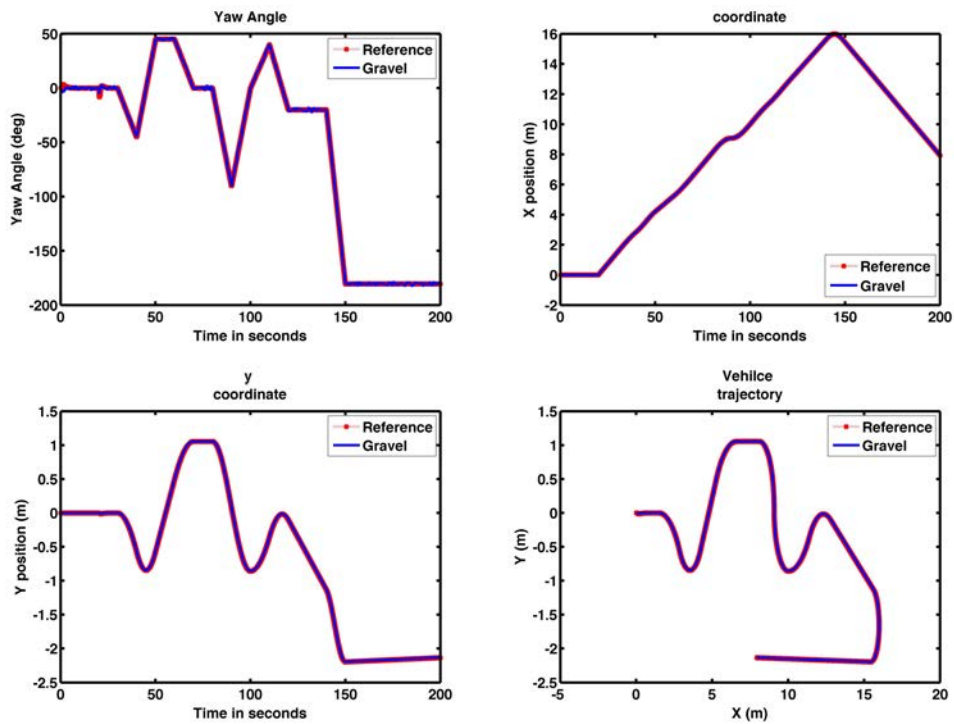 Yaw Angle
50
0
-50
-100
-150
-200
Yaw Angle (deg)
0
50
100
150
200
Time in seconds
Reference
Gravel
coordinate
16
14
12
10
8
6
4
2
0
-2
X position (m)
0
50
100
150
200
Time in seconds
Reference
Gravel
y
coordinate
1.5
1
0.5
0
-0.5
-1
-1.5
-2
-2.5
Y position (m)
0
50
100
150
200
Time in seconds
Reference
Gravel
Vehilce
trajectory
1.5
1
0.5
0
-0.5
-1
-1.5
-2
-2.5
Y (m)
-5
0
5
10
15
20
X (m)
Reference
Gravel